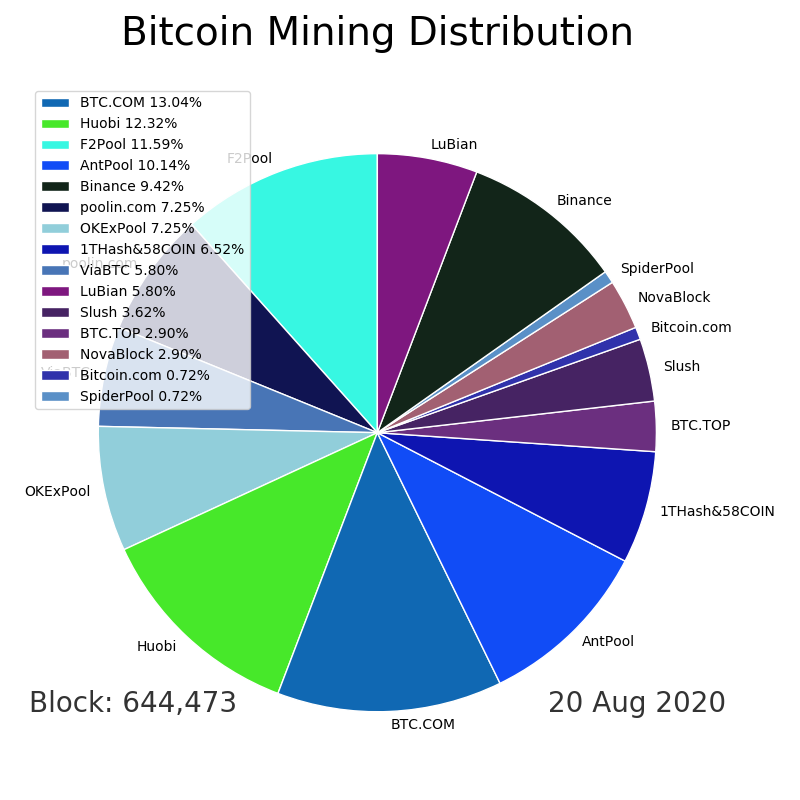 Bitcoin Mining Distribution
BTC.COM 13.04%
Huobi 12.32%
F2Pool 11.59%
AntPool 10.14%
Binance 9.42%
poolin.com 7.25%
OKExPool 7.25%
1THash&58COIN 6.52%
ViaBTC 5.80%
LuBian 5.80%
Slush 3.62%
BTC.TOP 2.90%
NovaBlock 2.90%
Bitcoin.com 0.72%
SpiderPool 0.72%
LuBian
Binance
SpiderPool
NovaBlock
Bitcoin.com
Slush
BTC.TOP
1THash&58COIN
AntPool
BTC.COM
Huobi
OKExPool
ViaBTC
poolin.com
F2Pool
Block: 644,473
20 Aug 2020